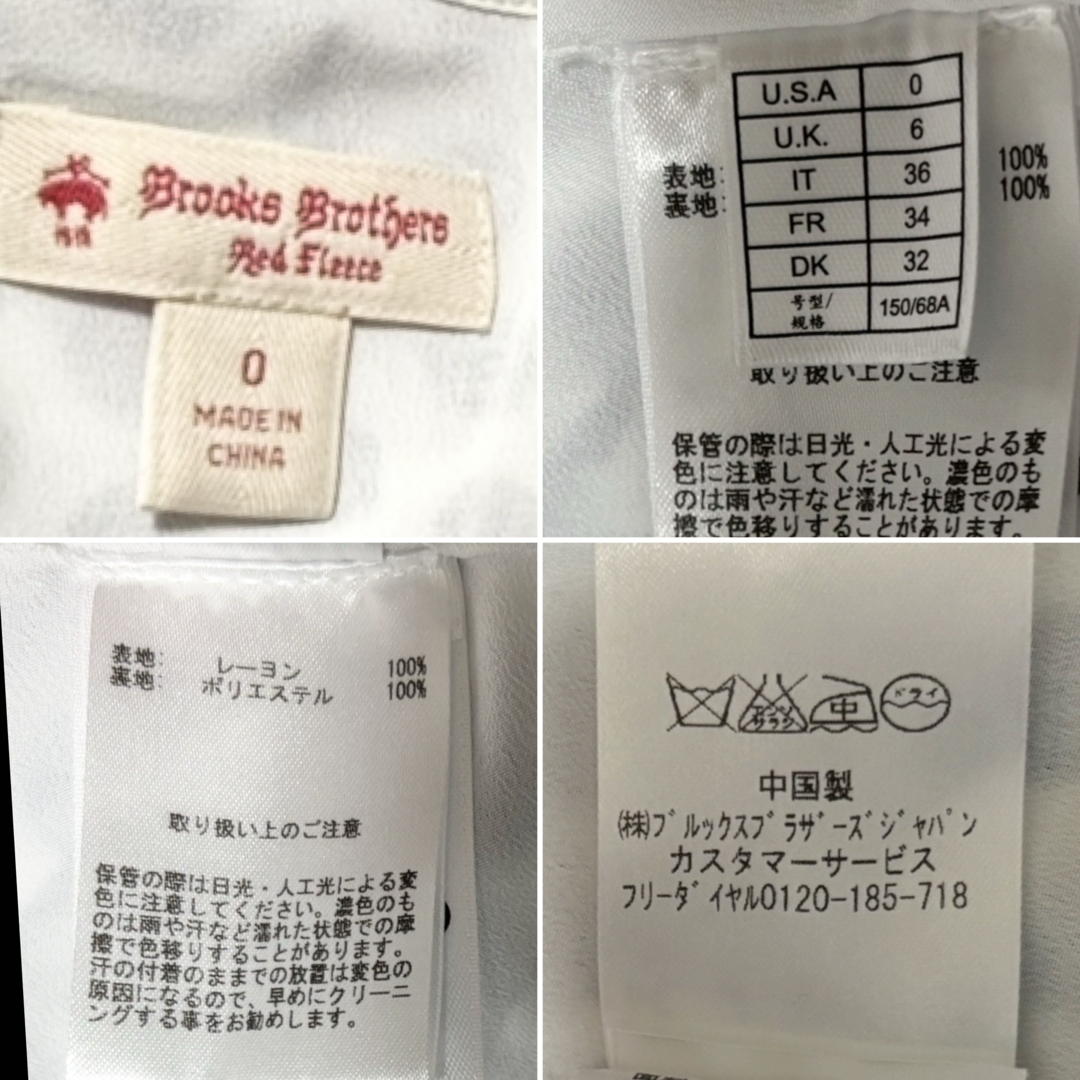 Brooks Brothers
Red Fleece
0
MADE IN
CHINA
U.S.A 0
U.K. 6
IT 36
FR 34
DK 32
号型/规格 150/68A
表地: 100%
裏地: 100%
取り扱い上のご注意
保管の際は日光・人工光による変
色に注意してください。濃色のも
のは雨や汗など濡れた状態での摩
擦で色移りすることがあります。
表地: レーヨン 100%
裏地: ポリエステル 100%
取り扱い上のご注意
保管の際は日光・人工光による変
色に注意してください。濃色のも
のは雨や汗など濡れた状態での摩
擦で色移りすることがあります。
汗の付着のままでの放置は変色の
原因になるので、早めにクリーニ
ングする事をお勧めします。
エンソ サラシ 中 ドライ
中国製
㈱ブルックスブラザーズジャパン
カスタマーサービス
フリーダイヤル0120-185-718